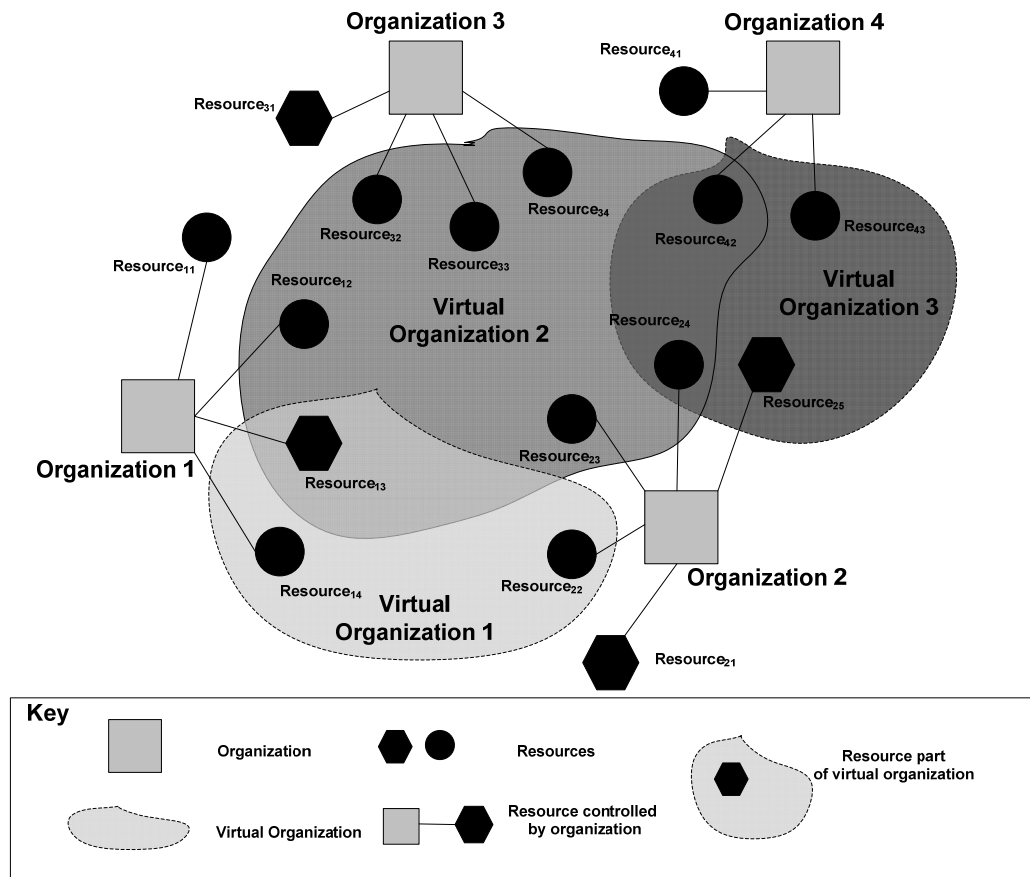 Organization 3
Organization 4
Resource41
Resource31
Resource34
Resource32
Resource42
Resource43
Resource11
Resource33
Resource12
Virtual
Organization 2
Virtual
Organization 3
Resource24
Resource25
Resource23
Organization 1
Resource13
Resource14
Resource22
Organization 2
Virtual
Organization 1
Resource21
Key
Organization
Resources
Resource part
of virtual organization
Virtual Organization
Resource controlled
by organization